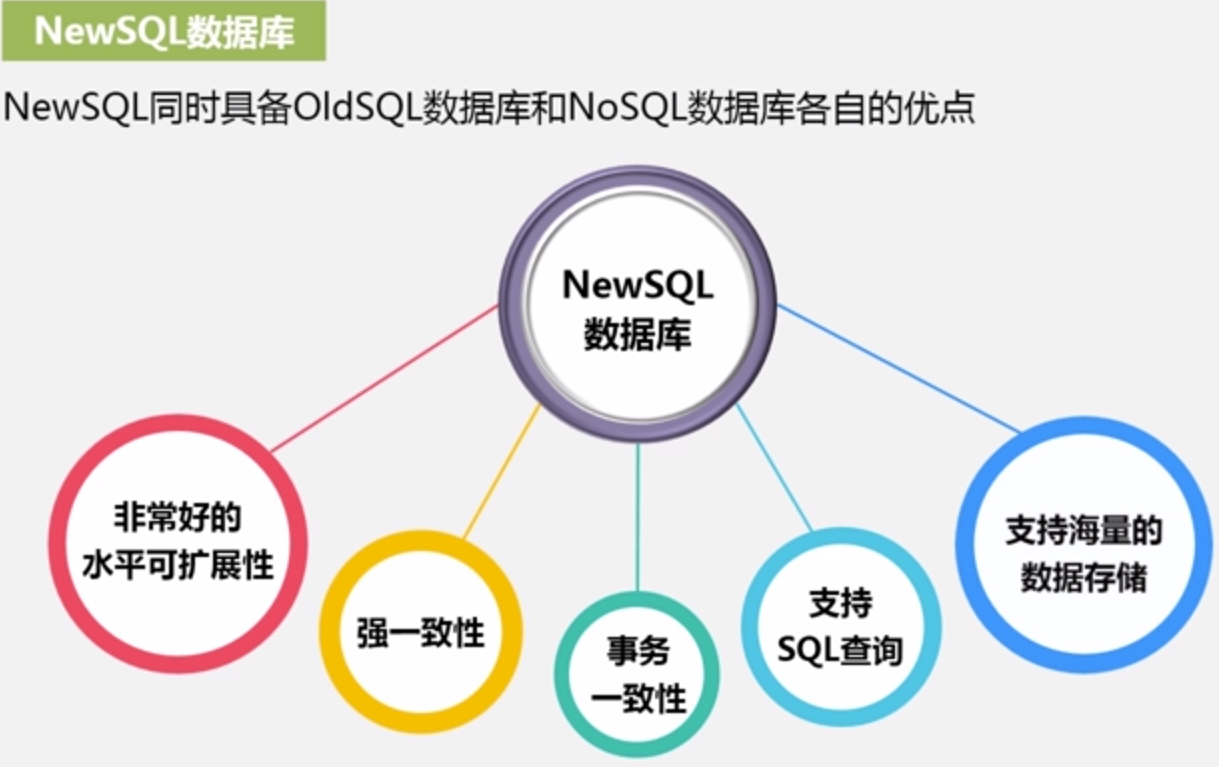 NewSQL数据库
NewSQL同时具备OldSQL数据库和NoSQL数据库各自的优点
NewSQL
数据库
非常好的
水平可扩展性
强一致性
事务
一致性
支持
SQL查询
支持海量的
数据存储